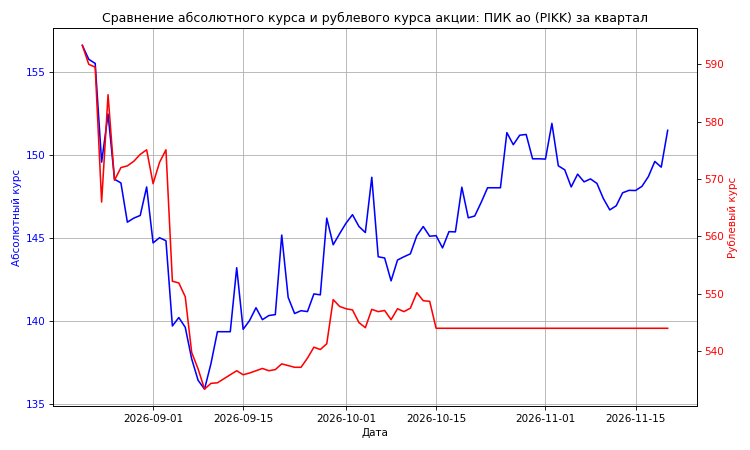 Сравнение абсолютного курса и рублевого курса акции: ПИК ао (PIKK) за квартал
155
150
145
140
135
Абсолютный курс
590
580
570
560
550
540
Рублевый курс
2026-09-01 2026-09-15 2026-10-01 2026-10-15 2026-11-01 2026-11-15
Дата